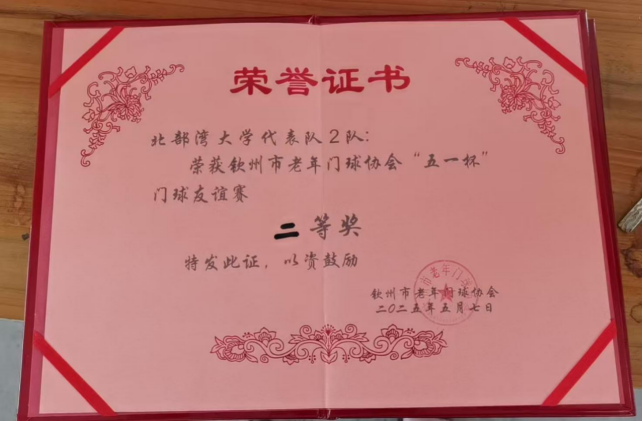 荣誉证书
北部湾大学代表队2队:
荣获钦州市老年门球协会“五一杯”
门球友谊赛
二等奖
特发此证，以资鼓励
钦州市老年门球协会
二〇二五年五月七日